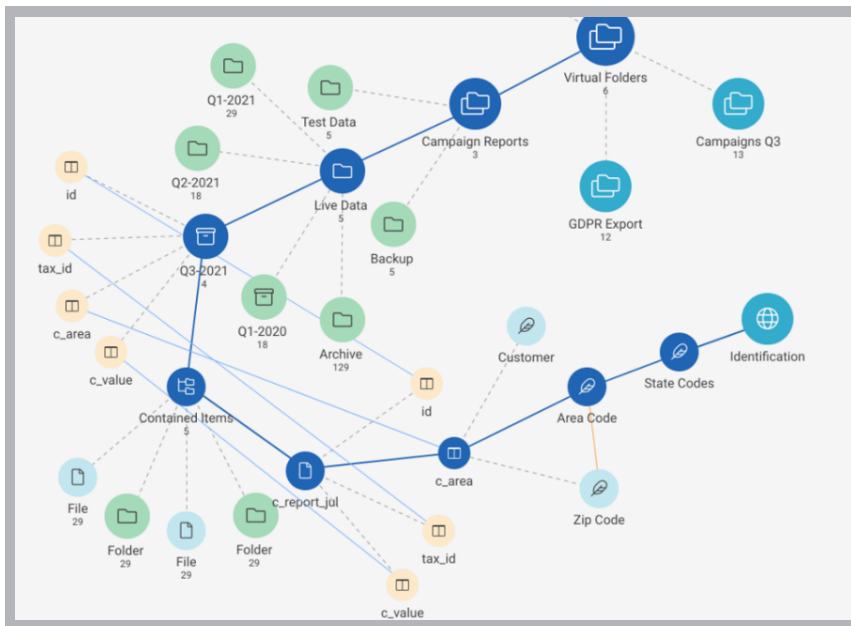 Virtual Folders
6
Q1-2021
29
Test Data
5
Campaign Reports
3
Campaigns Q3
13
Q2-2021
18
id
Live Data
5
GDPR Export
12
tax_id
Q3-2021
4
Backup
5
c_area
Q1-2020
18
Archive
129
Customer
Identification
c_value
State Codes
id
Contained Items
5
Area Code
c_area
c_report_jul
File
29
Zip Code
Folder
29
File
29
Folder
29
tax_id
c_value